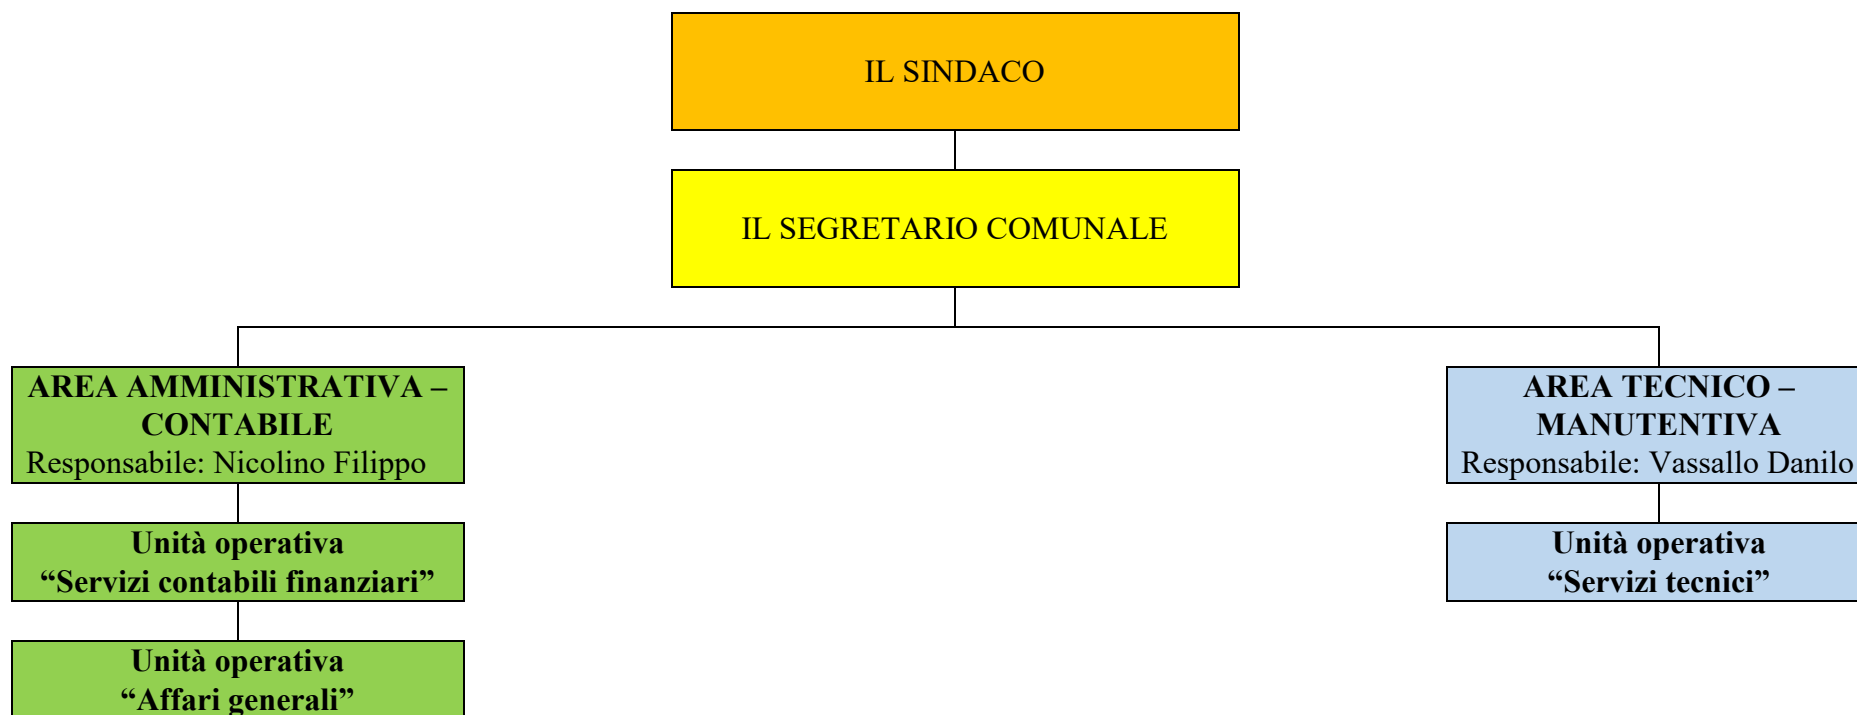 IL SINDACO
IL SEGRETARIO COMUNALE
AREA AMMINISTRATIVA –
CONTABILE
Responsabile: Nicolino Filippo
AREA TECNICO –
MANUTENTIVA
Responsabile: Vassallo Danilo
Unità operativa
“Servizi contabili finanziari”
Unità operativa
“Servizi tecnici”
Unità operativa
“Affari generali”